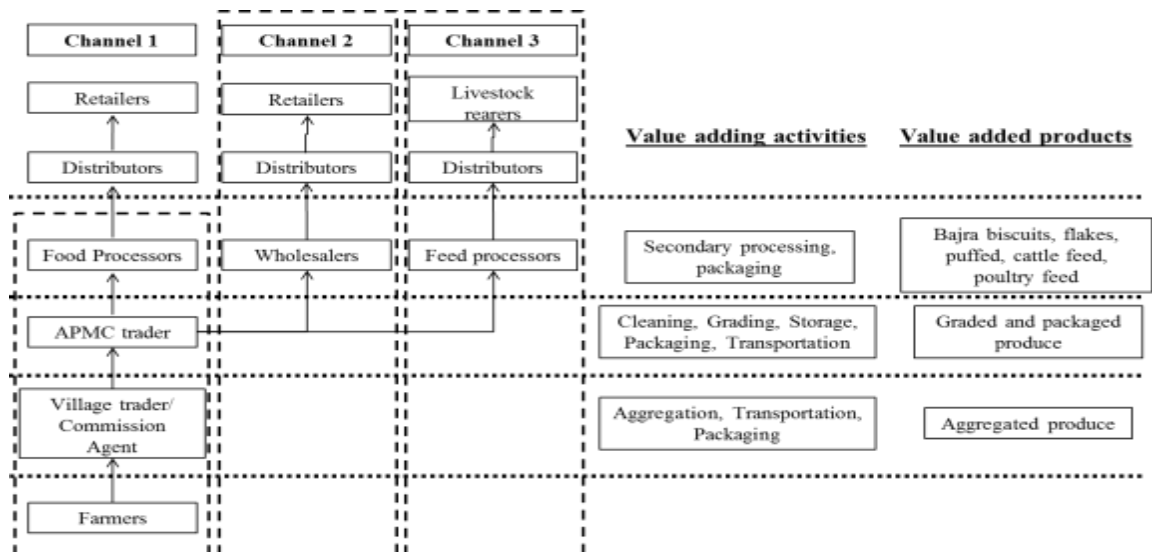 Channel 1
Channel 2
Channel 3
Retailers
Retailers
Livestock
rearers
Value adding activities
Value added products
Distributors
Distributors
Distributors
Food Processors
Wholesalers
Feed processors
Secondary processing,
packaging
Bajra biscuits, flakes,
puffed, cattle feed,
poultry feed
APMC trader
Cleaning, Grading, Storage,
Packaging, Transportation
Graded and packaged
produce
Village trader/
Commission
Agent
Aggregation, Transportation,
Packaging
Aggregated produce
Farmers